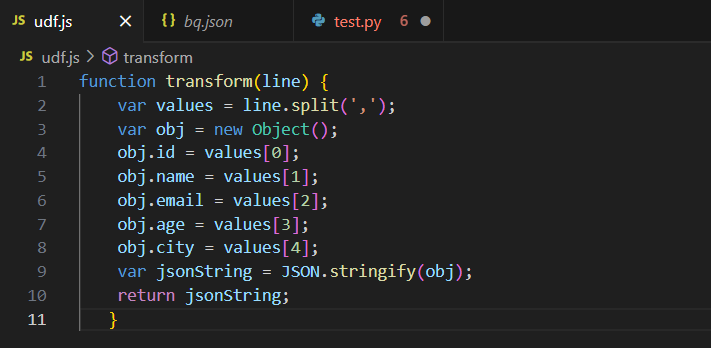 JS udf.js × {} bq.json test.py 6
JS udf.js > transform
1 function transform(line) {
2 var values = line.split(',');
3 var obj = new Object();
4 obj.id = values[0];
5 obj.name = values[1];
6 obj.email = values[2];
7 obj.age = values[3];
8 obj.city = values[4];
9 var jsonString = JSON.stringify(obj);
10 return jsonString;
11 }